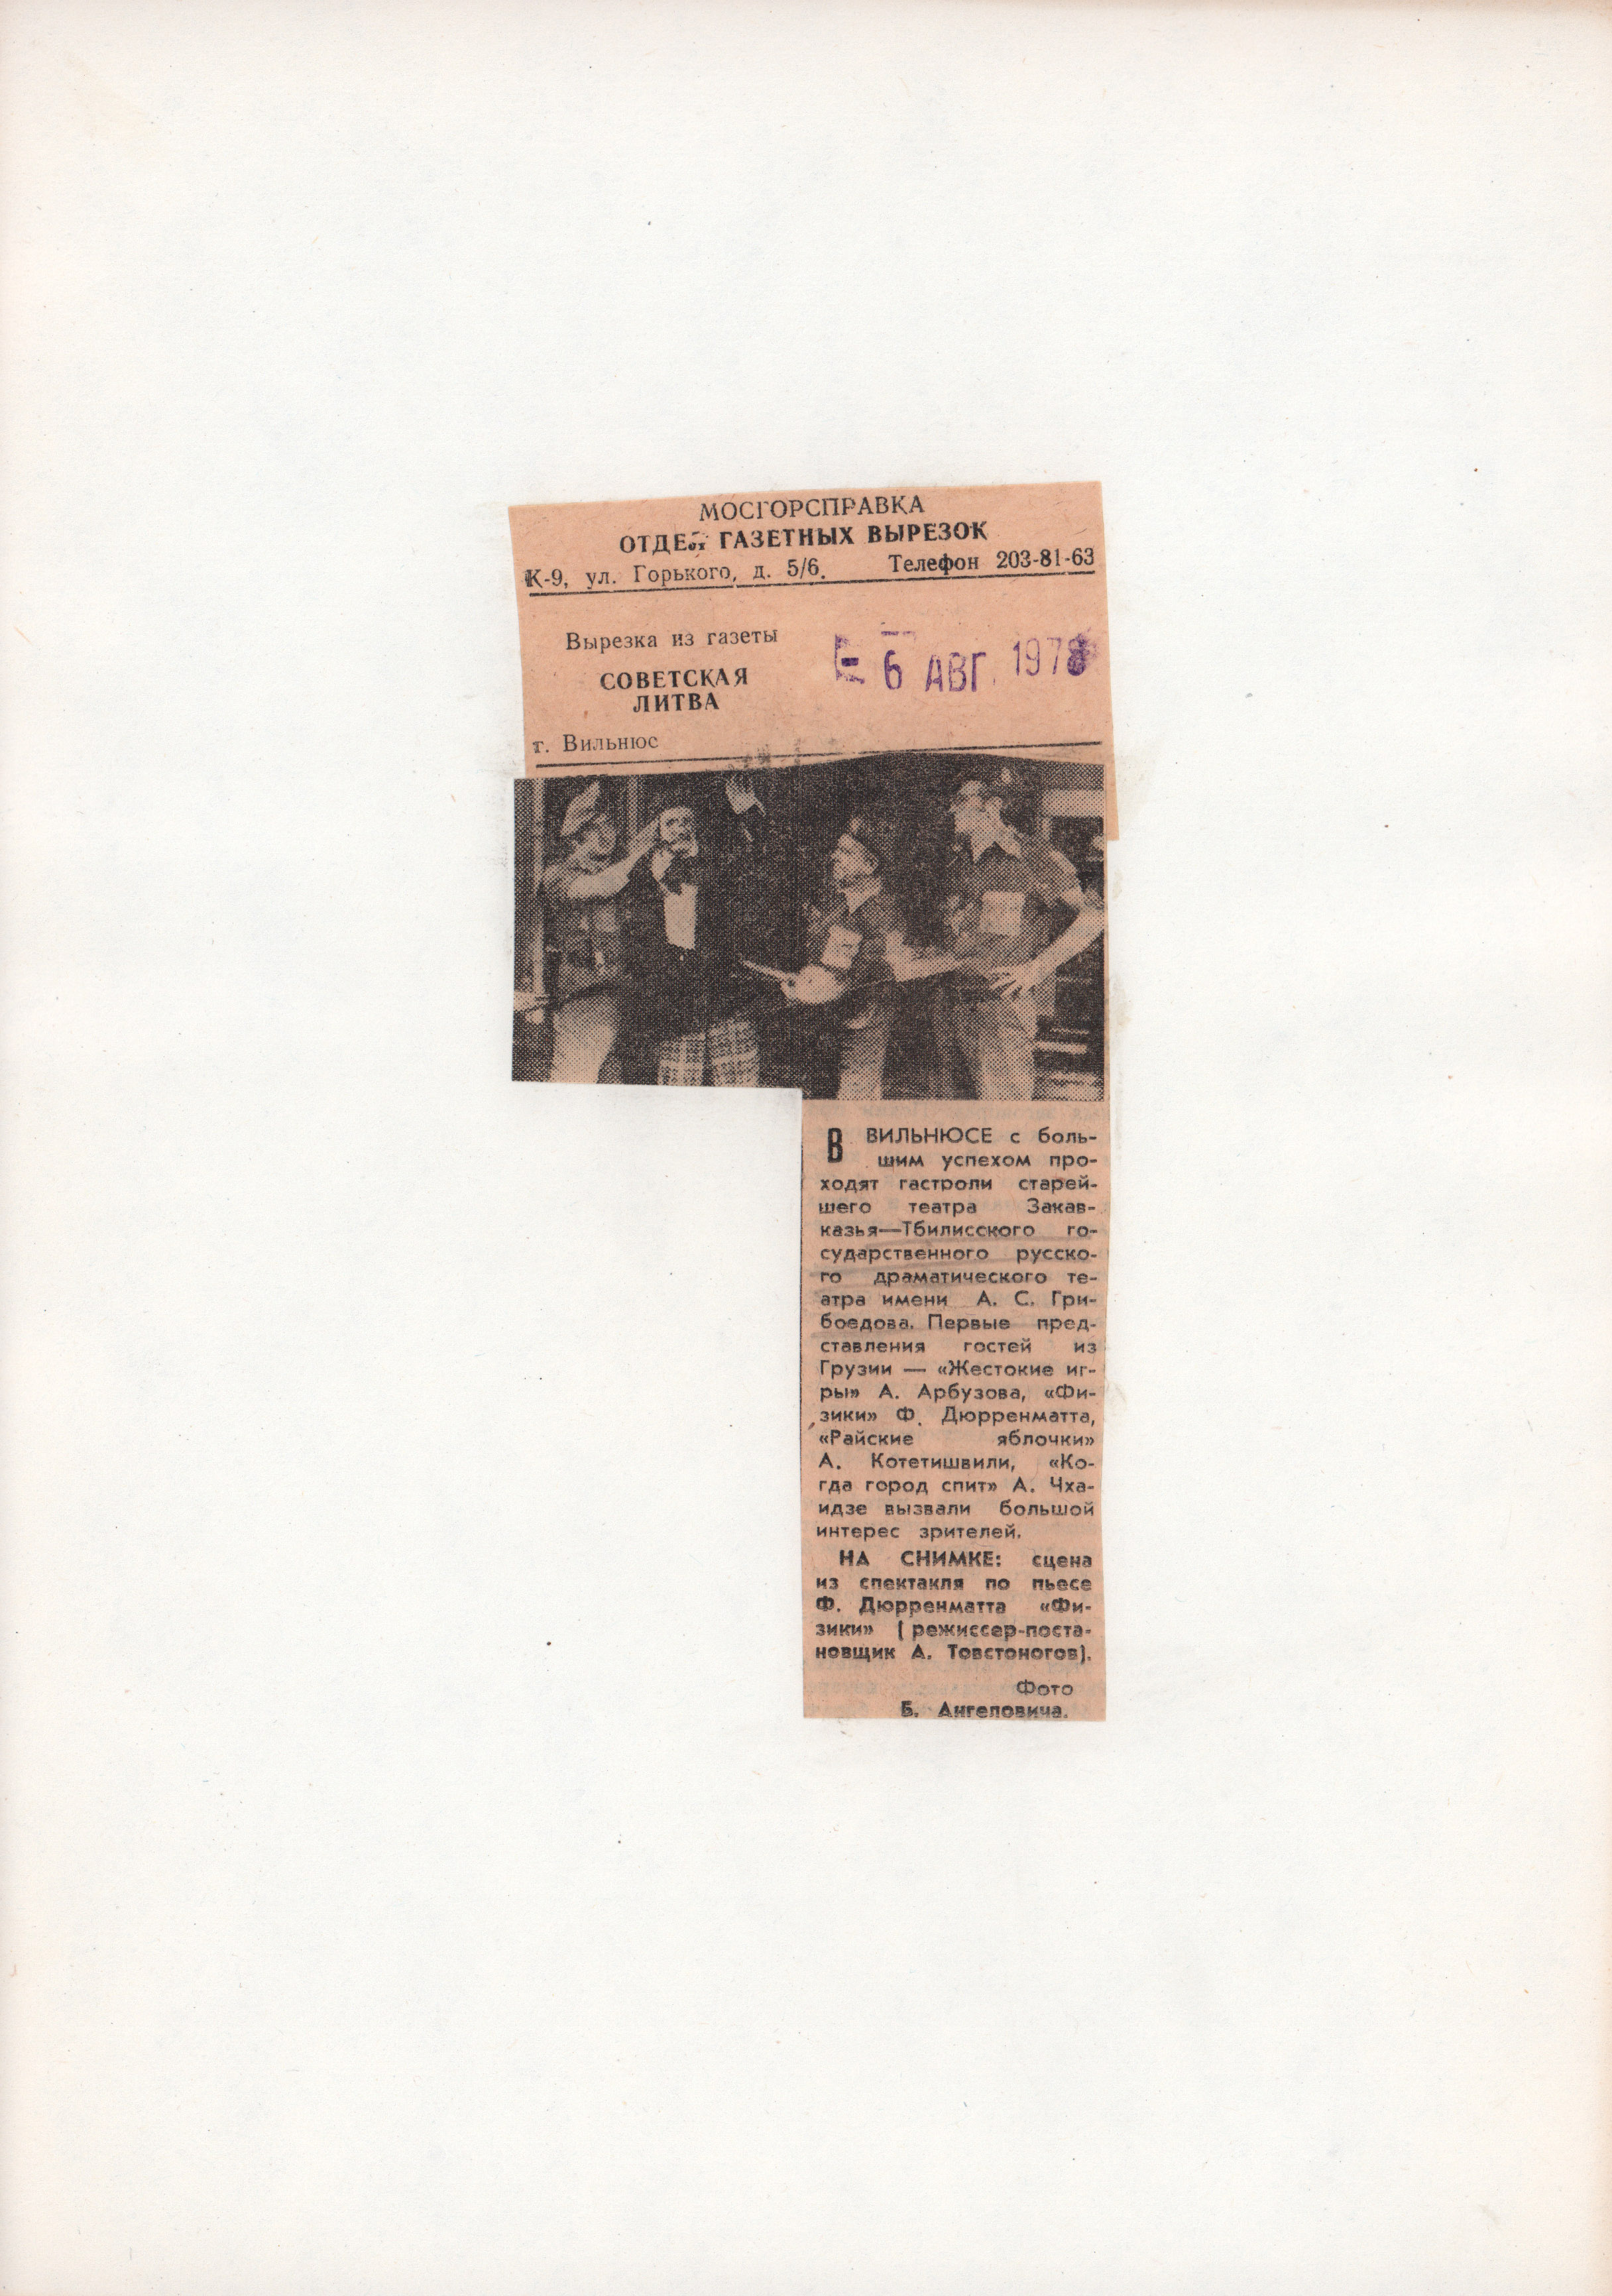 МОСГОРСПРАВКА
ОТДЕЛ ГАЗЕТНЫХ ВЫРЕЗОК
К-9, ул. Горького, д. 5/6. Телефон 203-81-63
Вырезка из газеты
СОВЕТСКАЯ
ЛИТВА
- 6 АВГ. 1978
г. Вильнюс
В ВИЛЬНЮСЕ с боль-
шим успехом про-
ходят гастроли старей-
шего театра Закав-
казья—Тбилисского го-
сударственного русско-
го драматического те-
атра имени А. С. Гри-
боедова. Первые пред-
ставления гостей из
Грузии — «Жестокие иг-
ры» А. Арбузова, «Фи-
зики» Ф. Дюрренматта,
«Райские яблочки»
А. Котетишвили, «Ко-
гда город спит» А. Чха-
идзе вызвали большой
интерес зрителей.
НА СНИМКЕ: сцена
из спектакля по пьесе
Ф. Дюрренматта «Фи-
зики» (режиссер-поста-
новщик А. Товстоногов).
Фото
Б. Ангеловича.